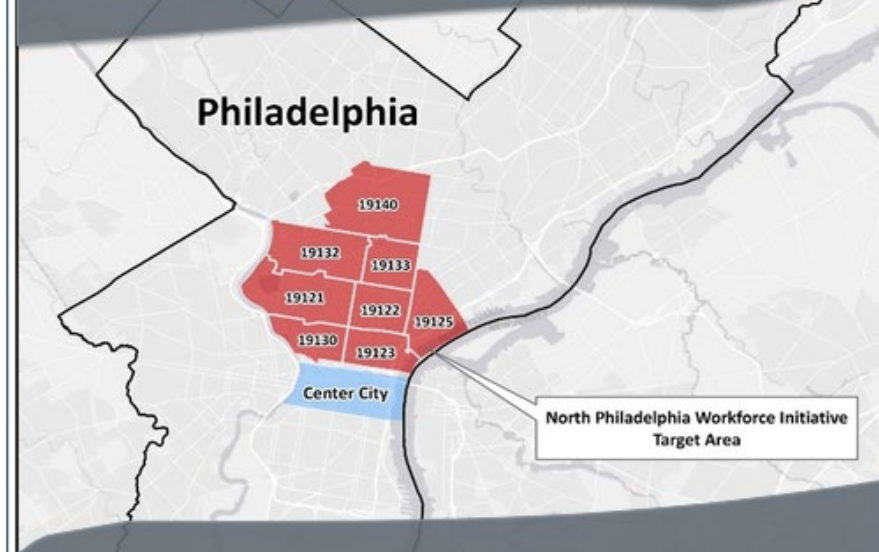 Philadelphia
19140
19132
19133
19121
19122
19125
19130
19123
Center City
North Philadelphia Workforce Initiative
Target Area